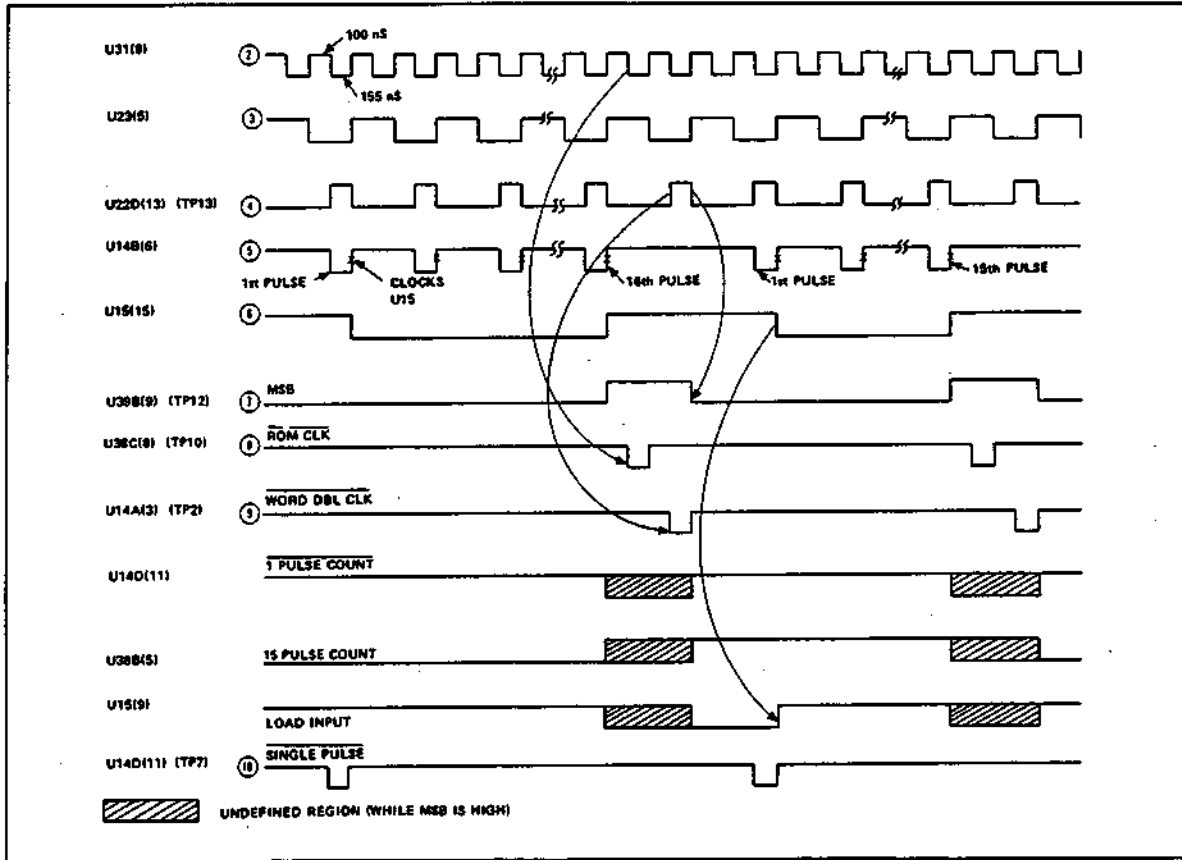 100 nS
U31(9) 2
155 nS
U23(5) 3
U22D(13) (TP13) 4
U14B(6) 5
1st PULSE CLOCKS U15 16th PULSE 1st PULSE 15th PULSE
U15(15) 6
MSB
U39B(9) (TP12) 7
ROM CLK
U38C(8) (TP10) 8
WORD DBL CLK
U14A(3) (TP2) 9
1 PULSE COUNT
U14D(11)
15 PULSE COUNT
U38B(5)
U15(9)
LOAD INPUT
SINGLE PULSE
U14D(11) (TP7) 10
UNDEFINED REGION (WHILE MSB IS HIGH)